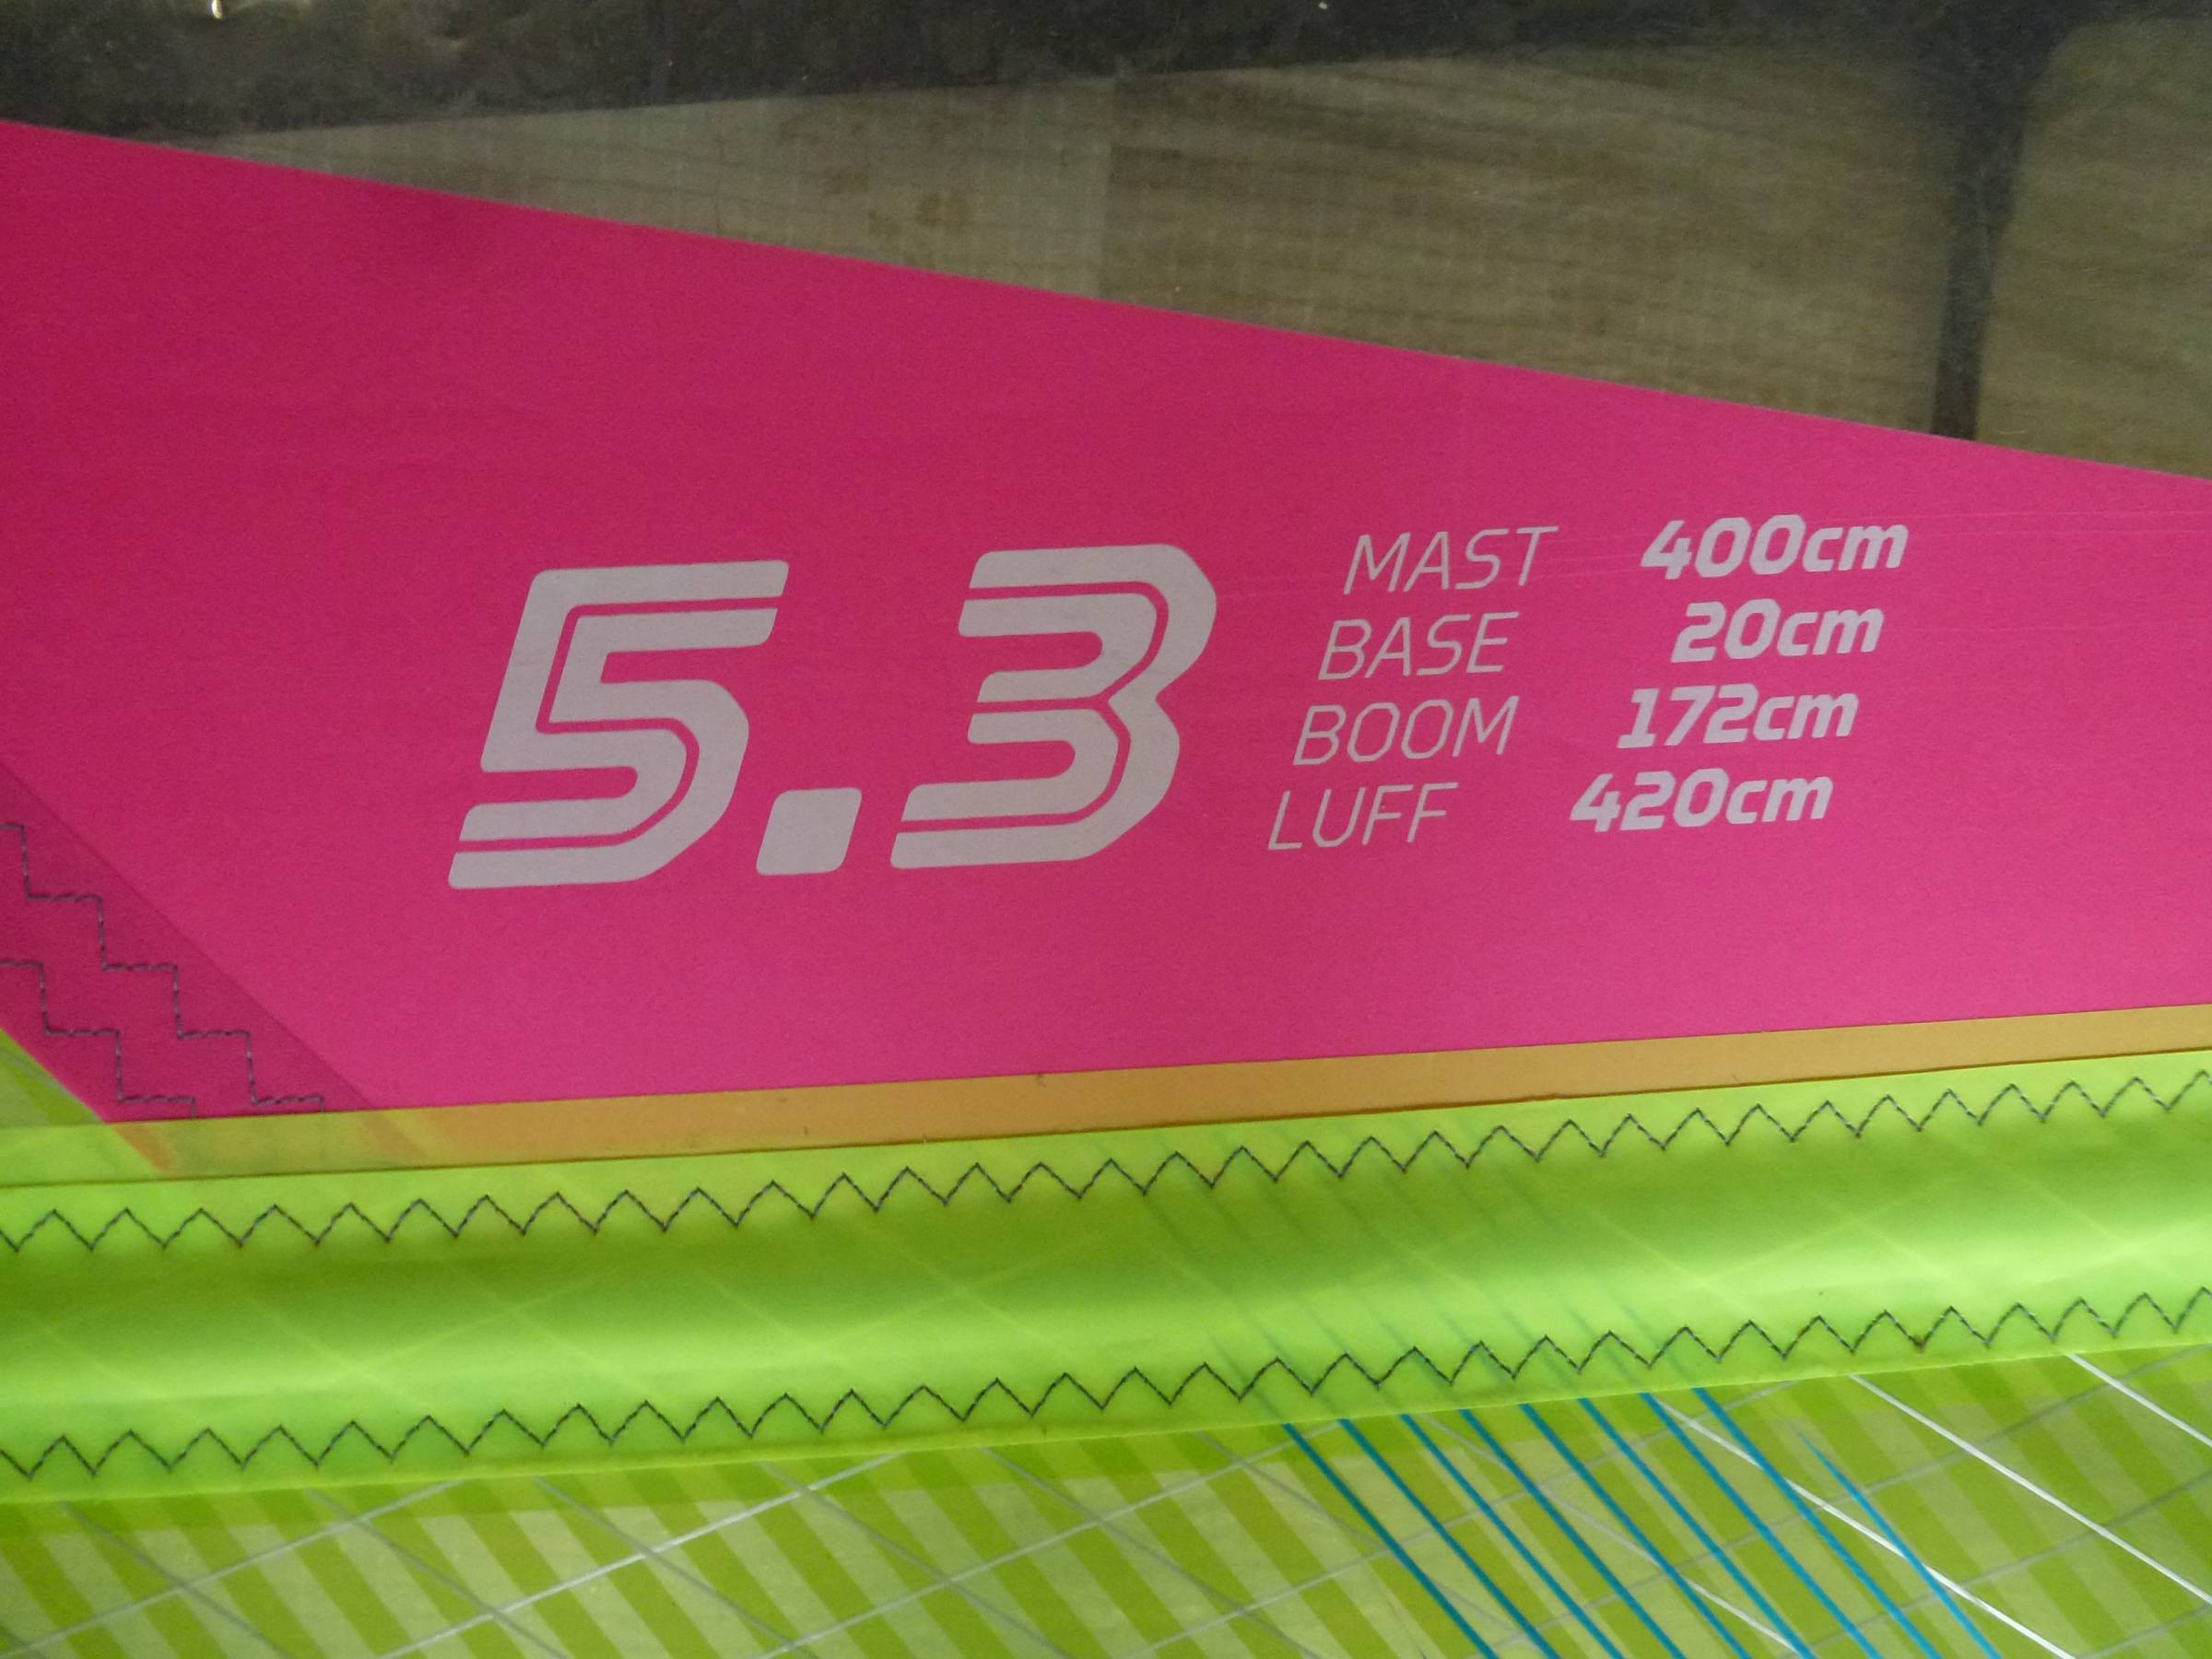 5.3
MAST 400cm
BASE 20cm
BOOM 172cm
LUFF 420cm